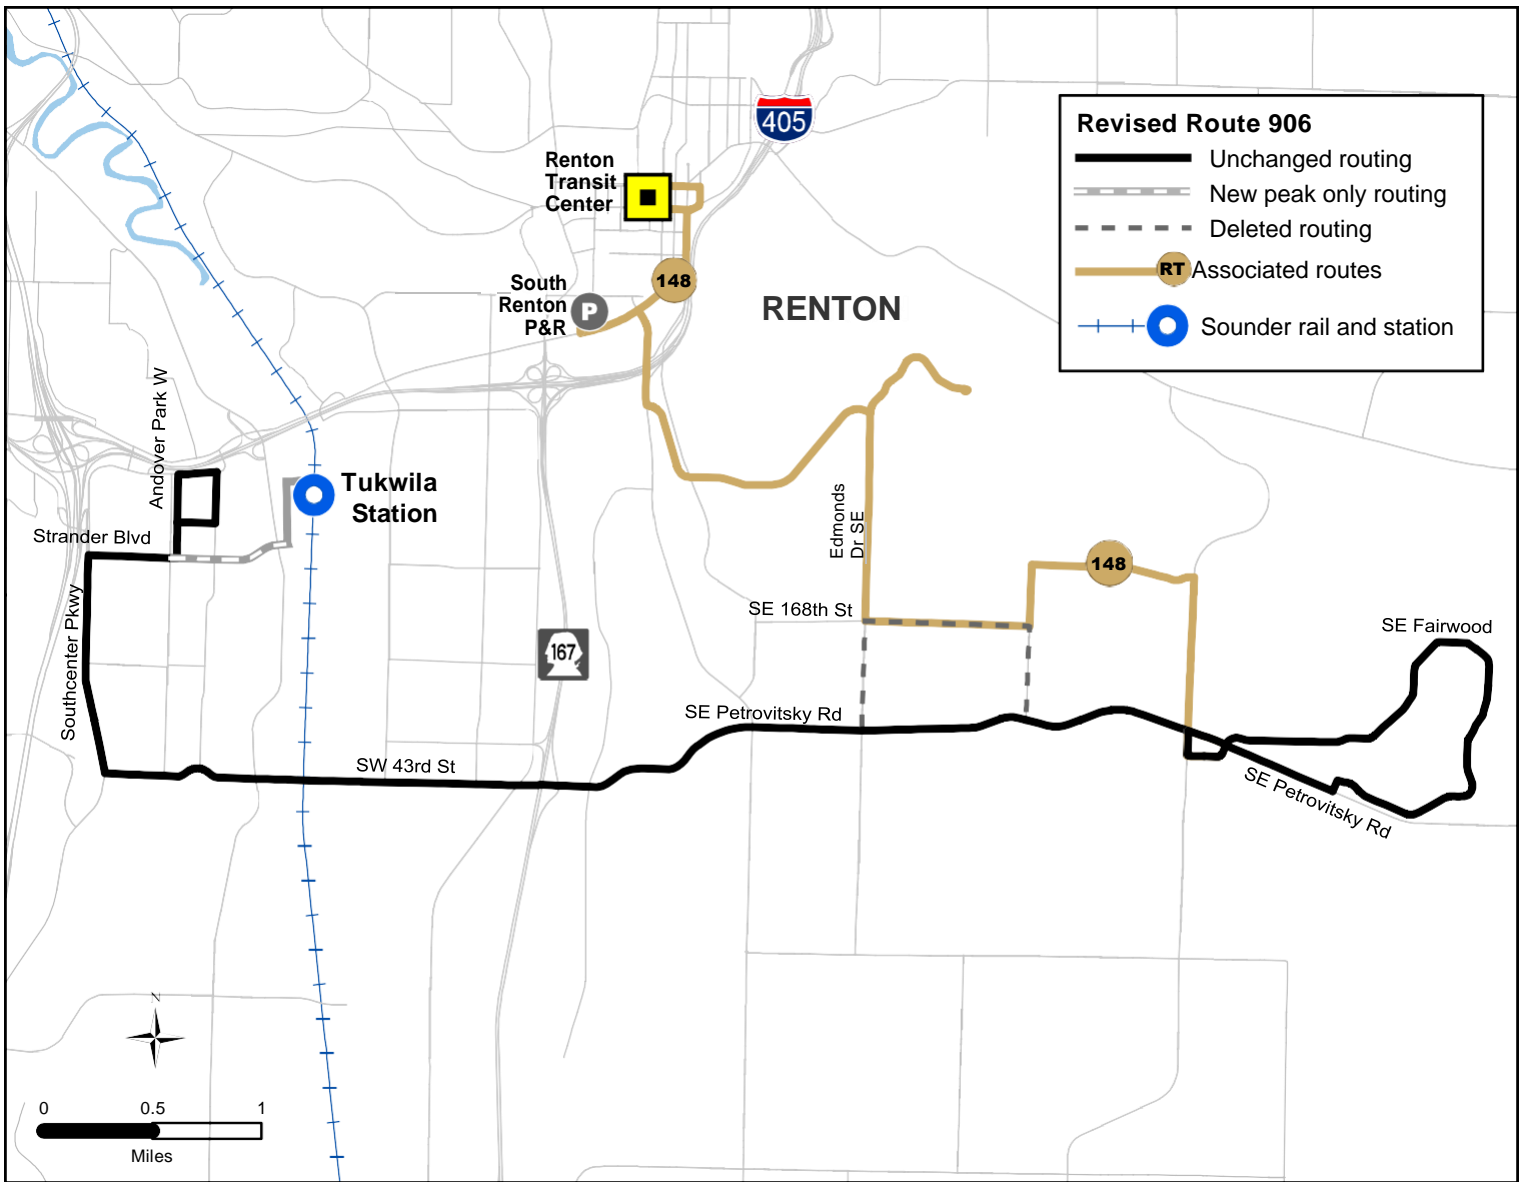 405
Revised Route 906
Unchanged routing
New peak only routing
Deleted routing
RT Associated routes
Sounder rail and station
Renton
Transit
Center
148
South
Renton
P&R
P
RENTON
Andover Park W
Tukwila
Station
Strander Blvd
Edmonds
Dr SE
148
Southcenter Pkwy
SE 168th St
SE Fairwood
167
SE Petrovitsky Rd
SW 43rd St
SE Petrovitsky Rd
N
0 0.5 1
Miles